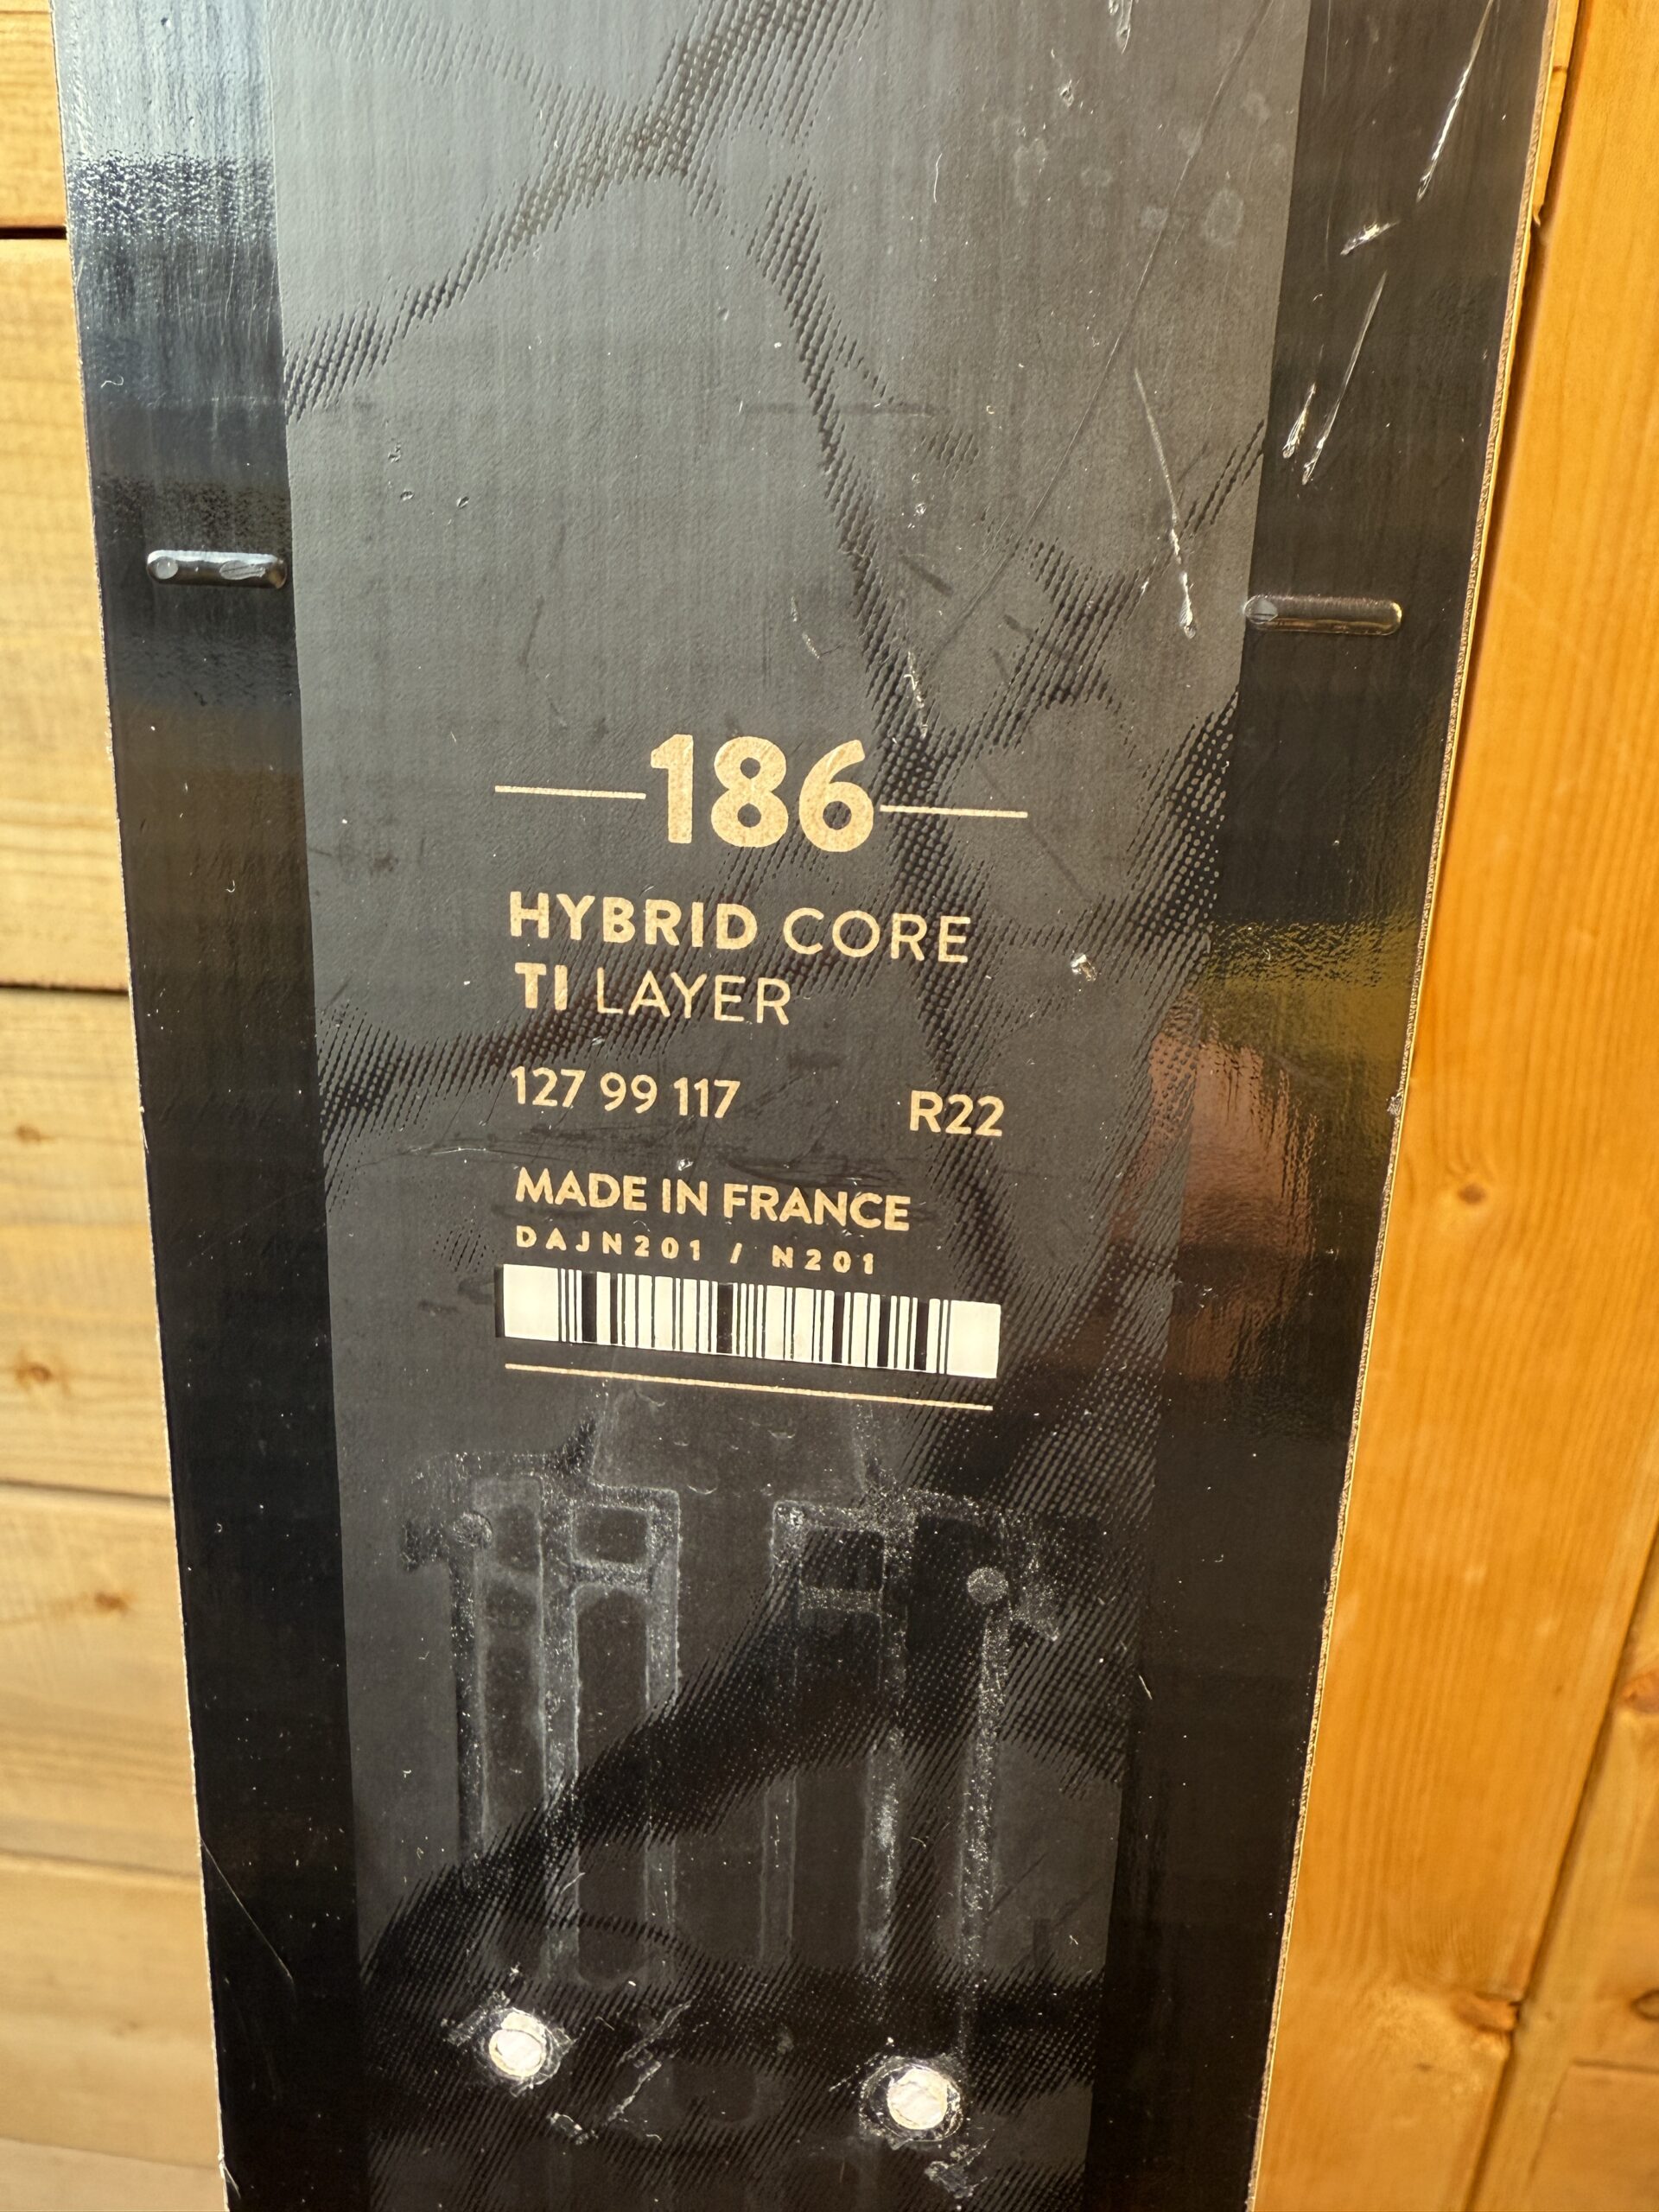 186
HYBRID CORE
TI LAYER
127 99 117 R22
MADE IN FRANCE
DAJN201 / N201